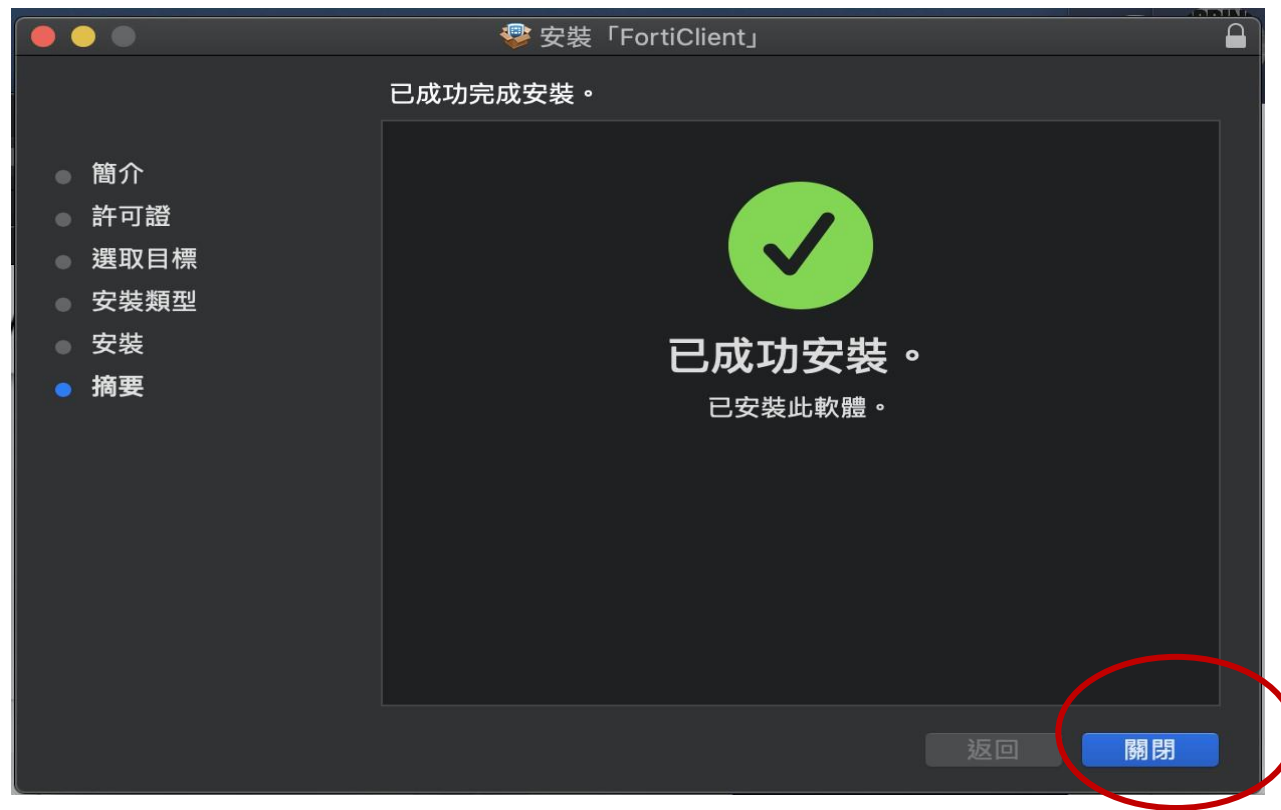 安裝「FortiClient」
已成功完成安裝。
簡介
許可證
選取目標
安裝類型
安裝
摘要
已成功安裝。
已安裝此軟體。
返回
關閉